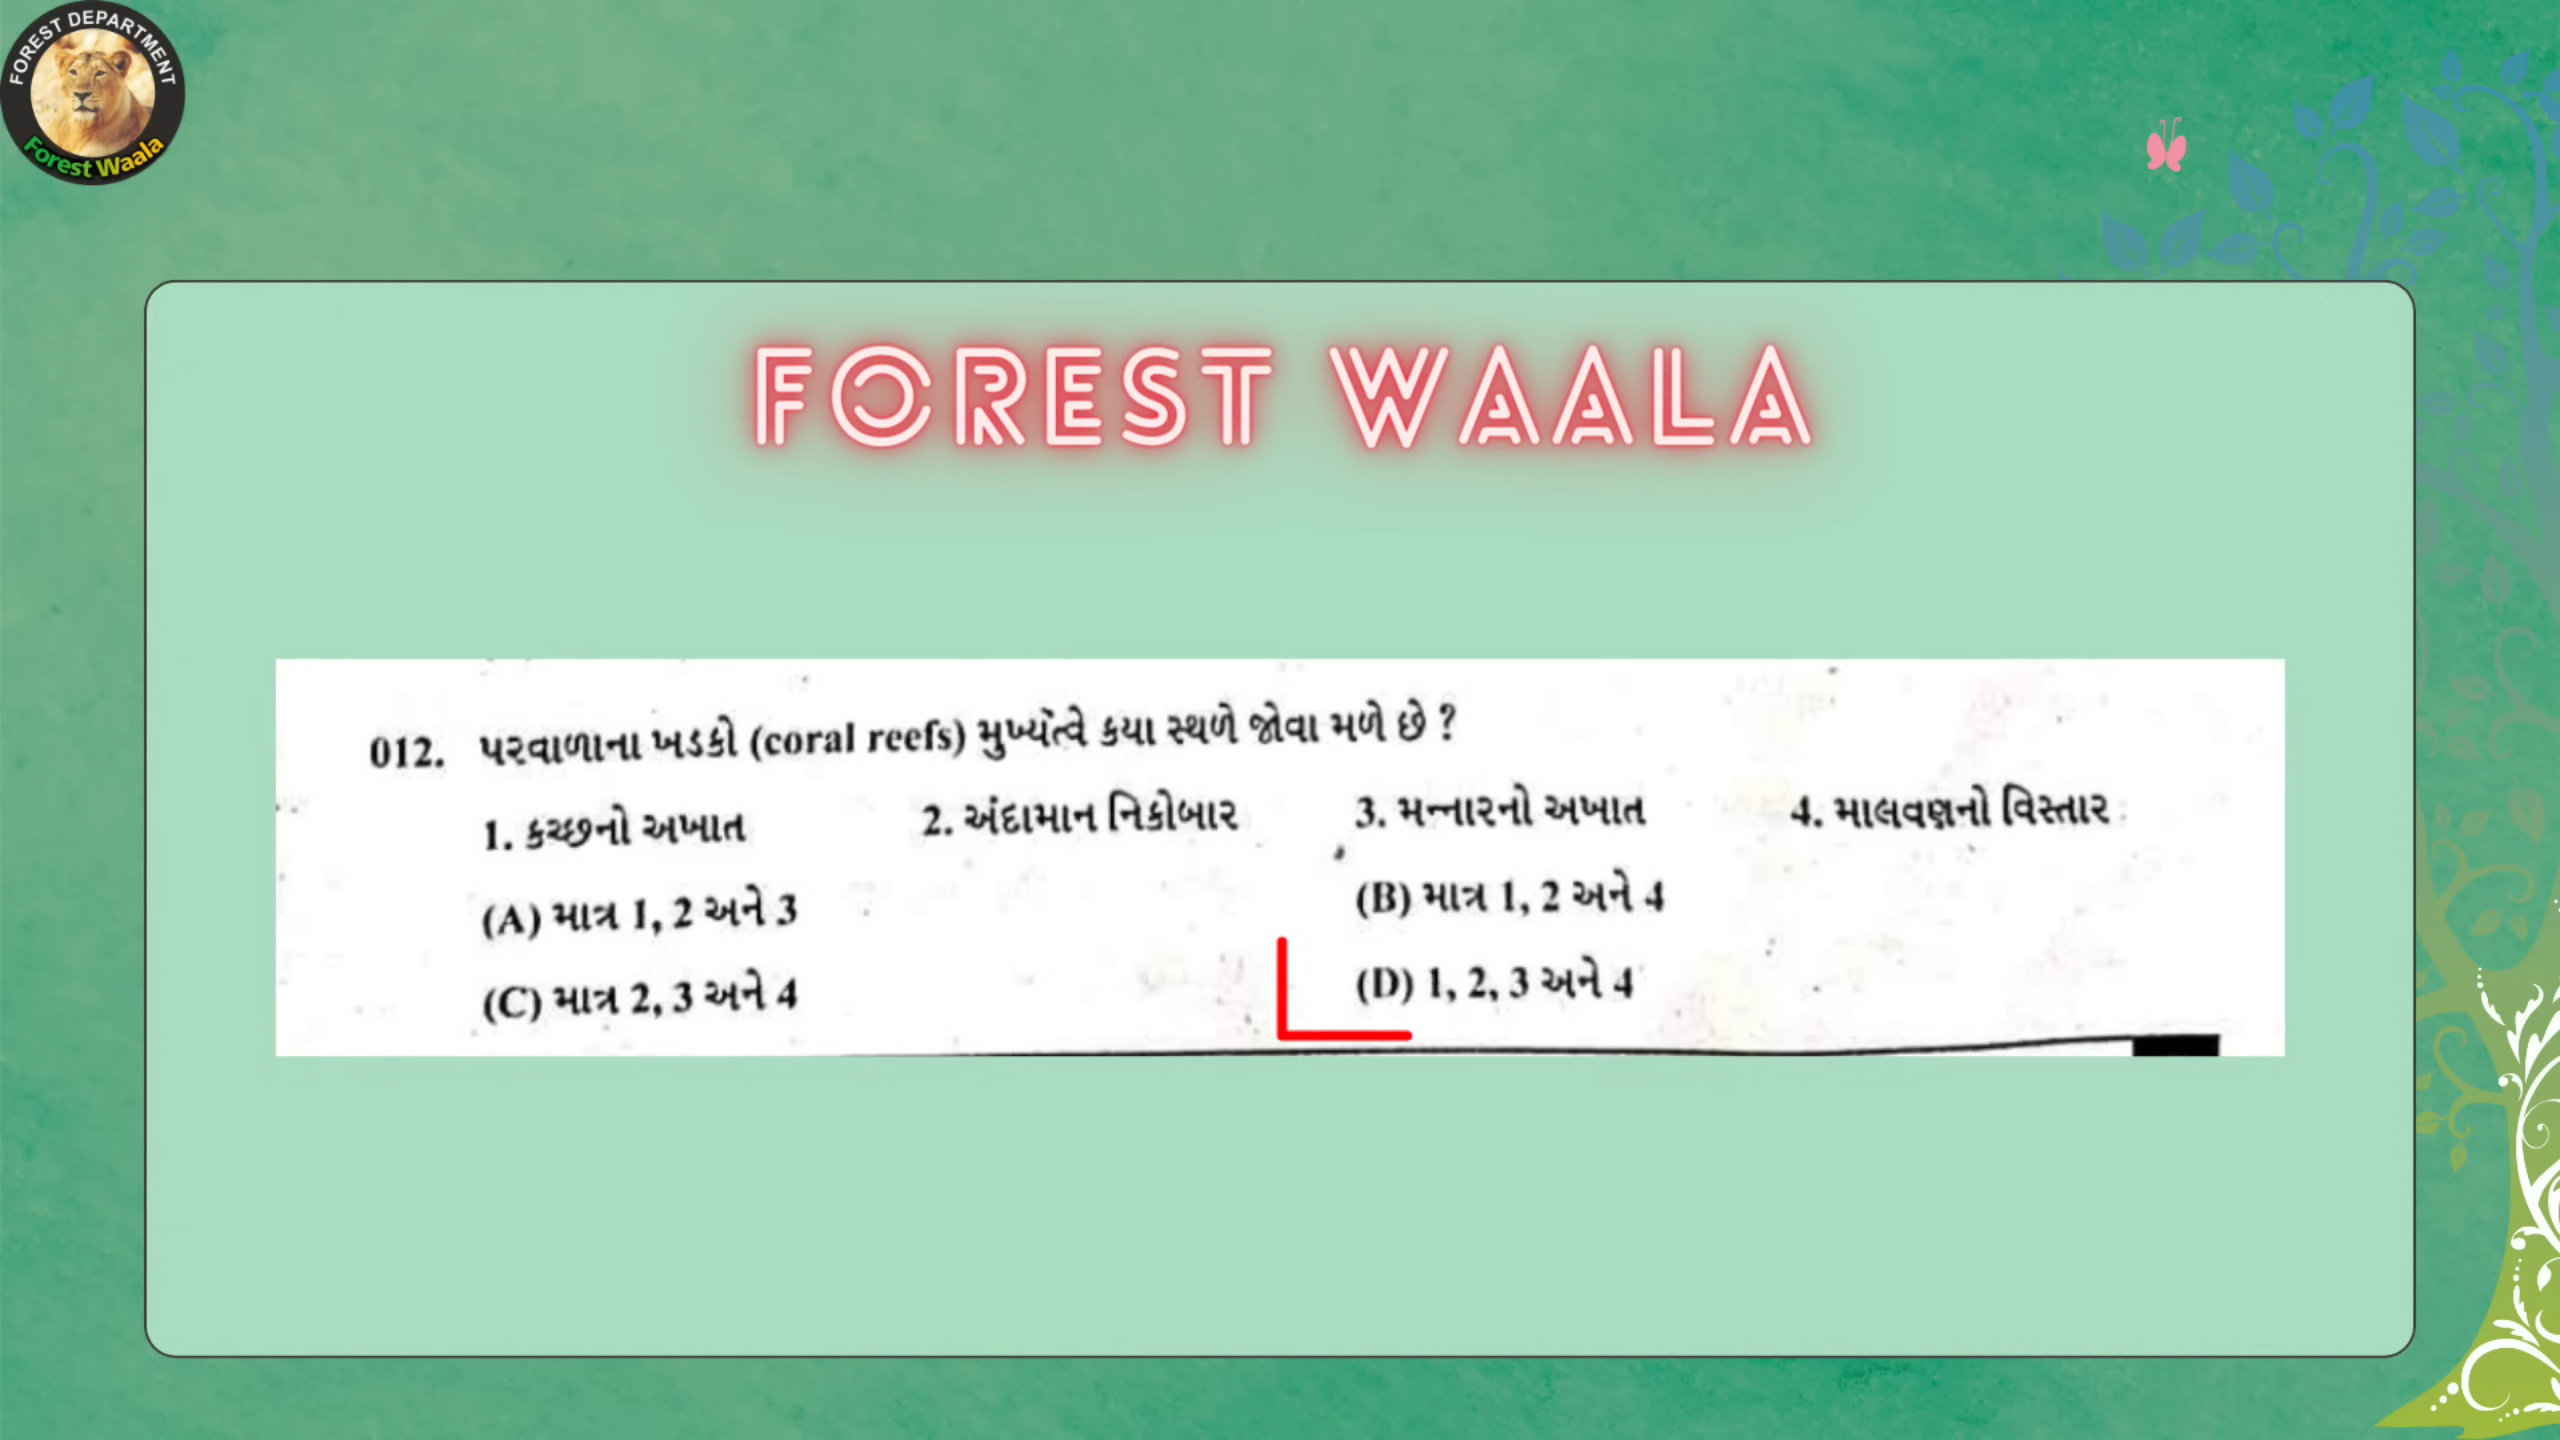 FOREST DEPARTMENT
Forest Waala
FOREST WAALA
012. પરવાળાના ખડકો (coral reefs) મુખ્યત્વે કયા સ્થળે જોવા મળે છે ?
1. કચ્છનો અખાત 2. અંદામાન નિકોબાર 3. મન્નારનો અખાત 4. માલવણનો વિસ્તાર
(A) માત્ર 1, 2 અને 3 (B) માત્ર 1, 2 અને 4
(C) માત્ર 2, 3 અને 4 (D) 1, 2, 3 અને 4